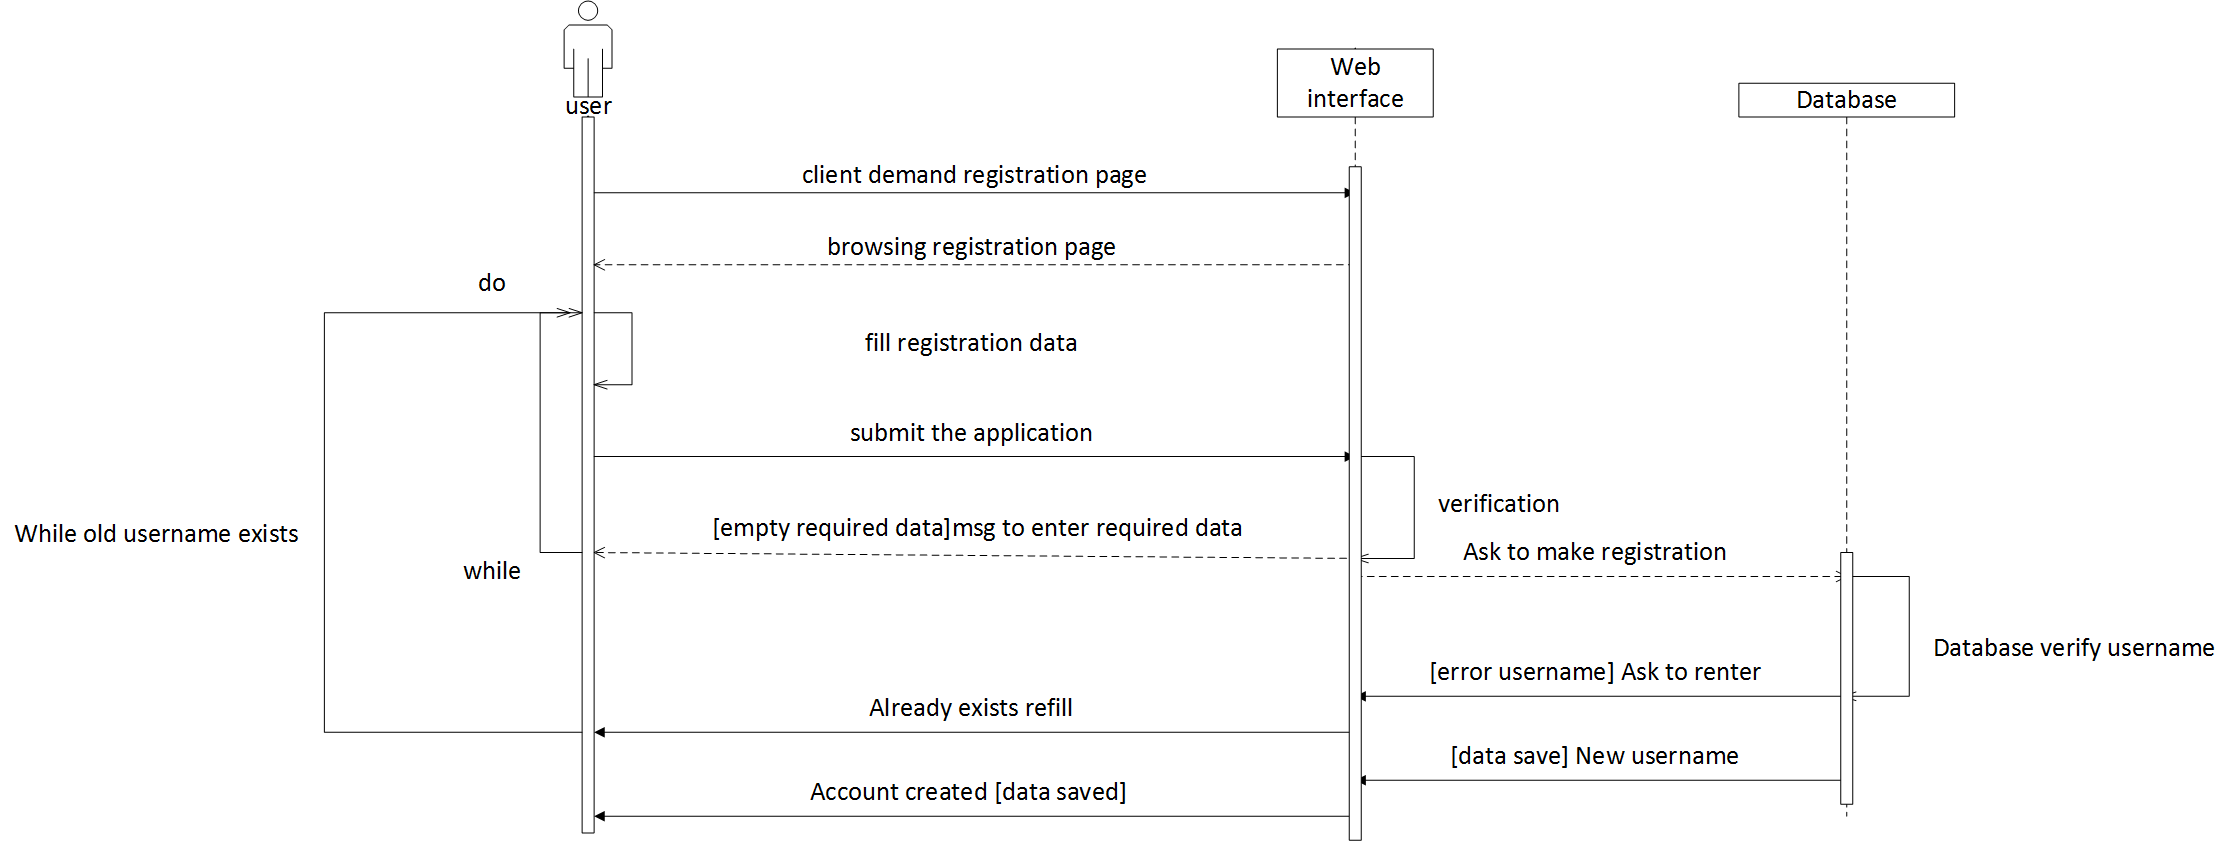 user
Web
interface
Database
client demand registration page
browsing registration page
do
fill registration data
submit the application
verification
[empty required data]msg to enter required data
While old username exists
Ask to make registration
while
Database verify username
[error username] Ask to renter
Already exists refill
[data save] New username
Account created [data saved]